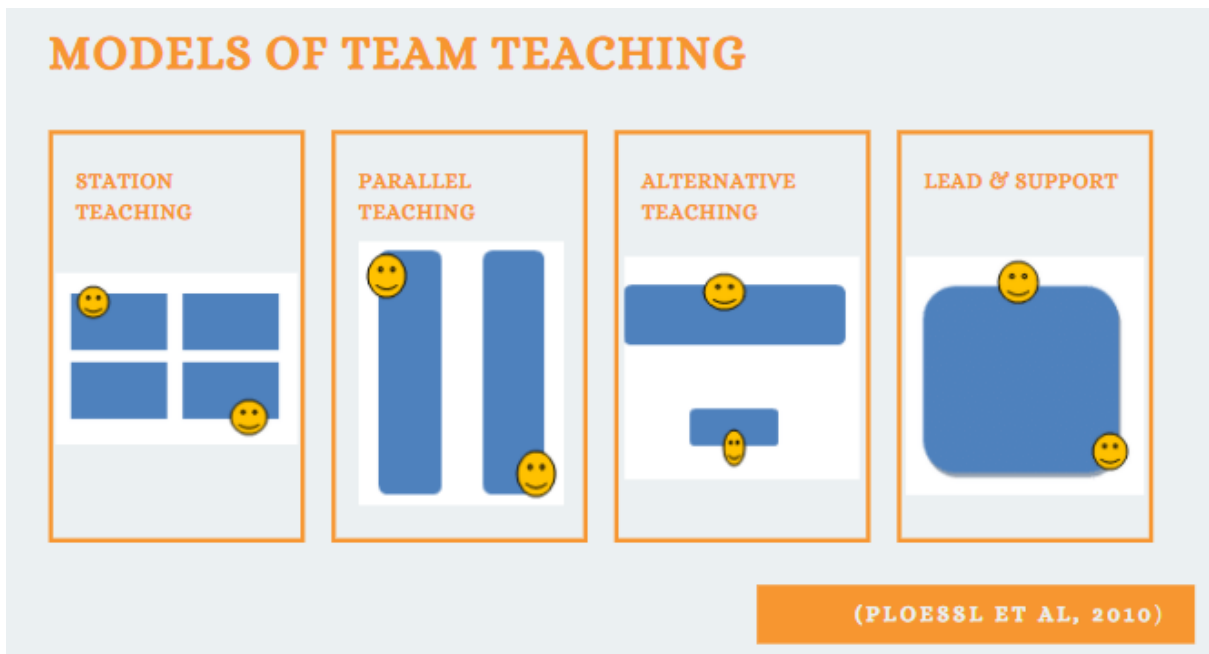 MODELS OF TEAM TEACHING
STATION
TEACHING
PARALLEL
TEACHING
ALTERNATIVE
TEACHING
LEAD & SUPPORT
(PLOESSL ET AL, 2010)